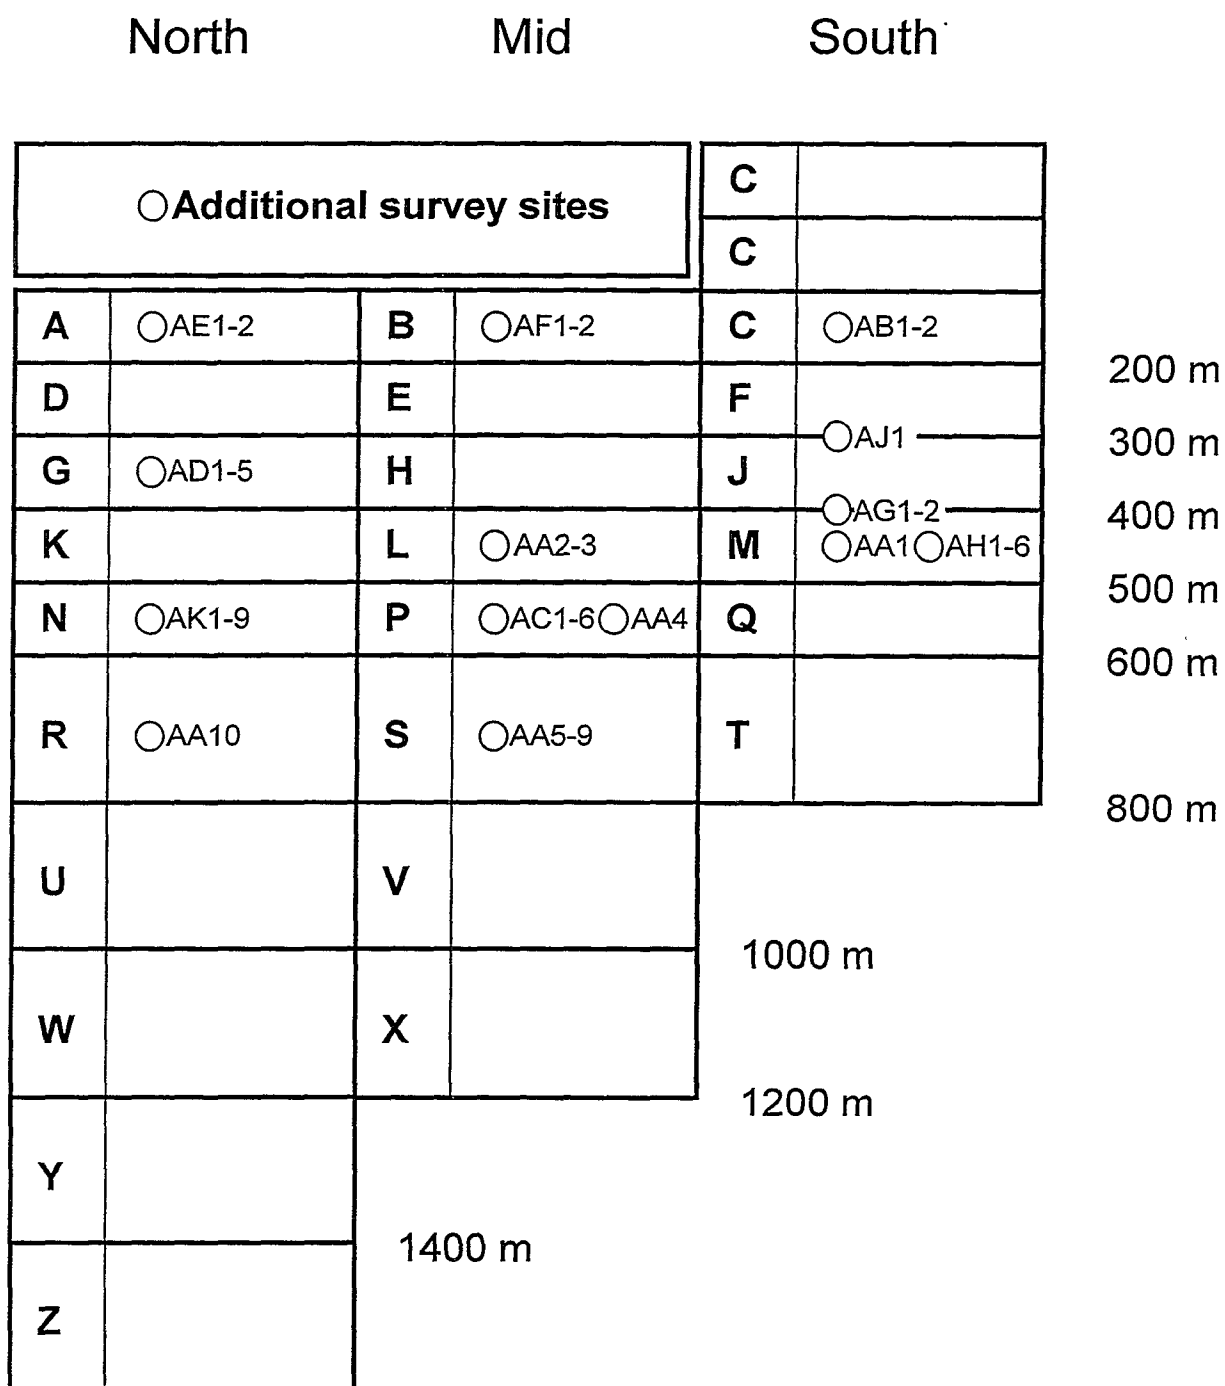 North Mid South
C
○Additional survey sites
C
A ○AE1-2 B ○AF1-2 C ○AB1-2
200 m
D E F
○AJ1 300 m
G ○AD1-5 H J
○AG1-2 400 m
K L ○AA2-3 M ○AA1○AH1-6
500 m
N ○AK1-9 P ○AC1-6○AA4 Q
600 m
R ○AA10 S ○AA5-9 T
800 m
U V
1000 m
W X
1200 m
Y
1400 m
Z